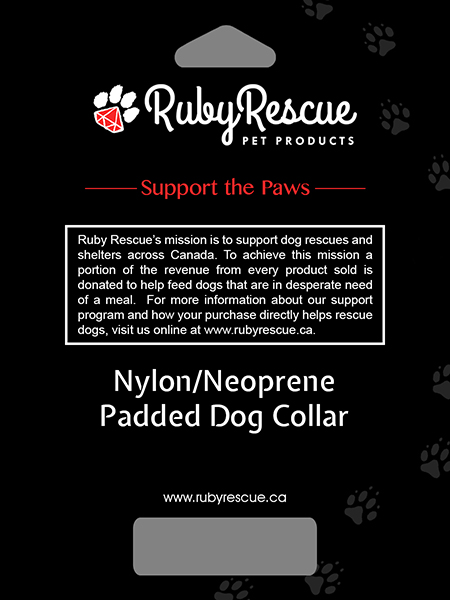 RubyRescue
PET PRODUCTS
Support the Paws
Ruby Rescue's mission is to support dog rescues and
shelters across Canada. To achieve this mission a
portion of the revenue from every product sold is
donated to help feed dogs that are in desperate need
of a meal. For more information about our support
program and how your purchase directly helps rescue
dogs, visit us online at www.rubyrescue.ca.
Nylon/Neoprene
Padded Dog Collar
www.rubyrescue.ca